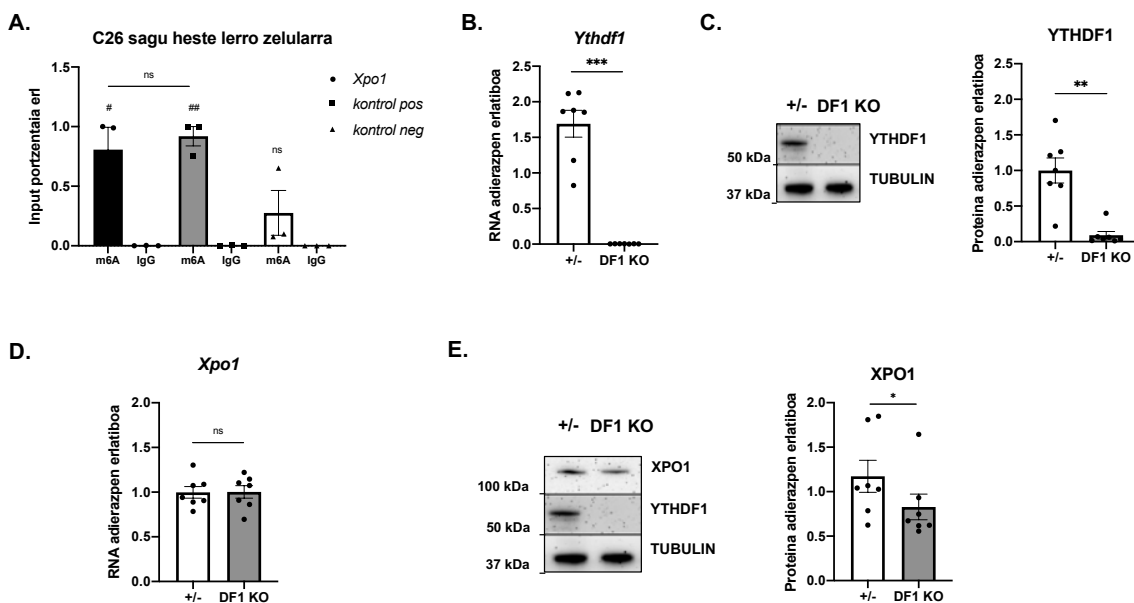 A.
C26 sagu heste lerro zelularra
Input portzentaia erl
1.5
1.0
0.5
0.0
ns
#
##
ns
m6A IgG m6A IgG m6A IgG
Xpo1
kontrol pos
kontrol neg
B.
Ythdf1
***
RNA adierazpen erlatiboa
2.5
2.0
1.5
1.0
0.5
0.0
+/- DF1 KO
C.
+/- DF1 KO
YTHDF1
50 kDa
TUBULIN
37 kDa
YTHDF1
**
Proteina adierazpen erlatiboa
2.5
2.0
1.5
1.0
0.5
0.0
+/- DF1 KO
D.
Xpo1
ns
RNA adierazpen erlatiboa
2.0
1.5
1.0
0.5
0.0
+/- DF1 KO
E.
+/- DF1 KO
XPO1
100 kDa
YTHDF1
50 kDa
TUBULIN
37 kDa
XPO1
*
Proteina adierazpen erlatiboa
2.0
1.5
1.0
0.5
0.0
+/- DF1 KO